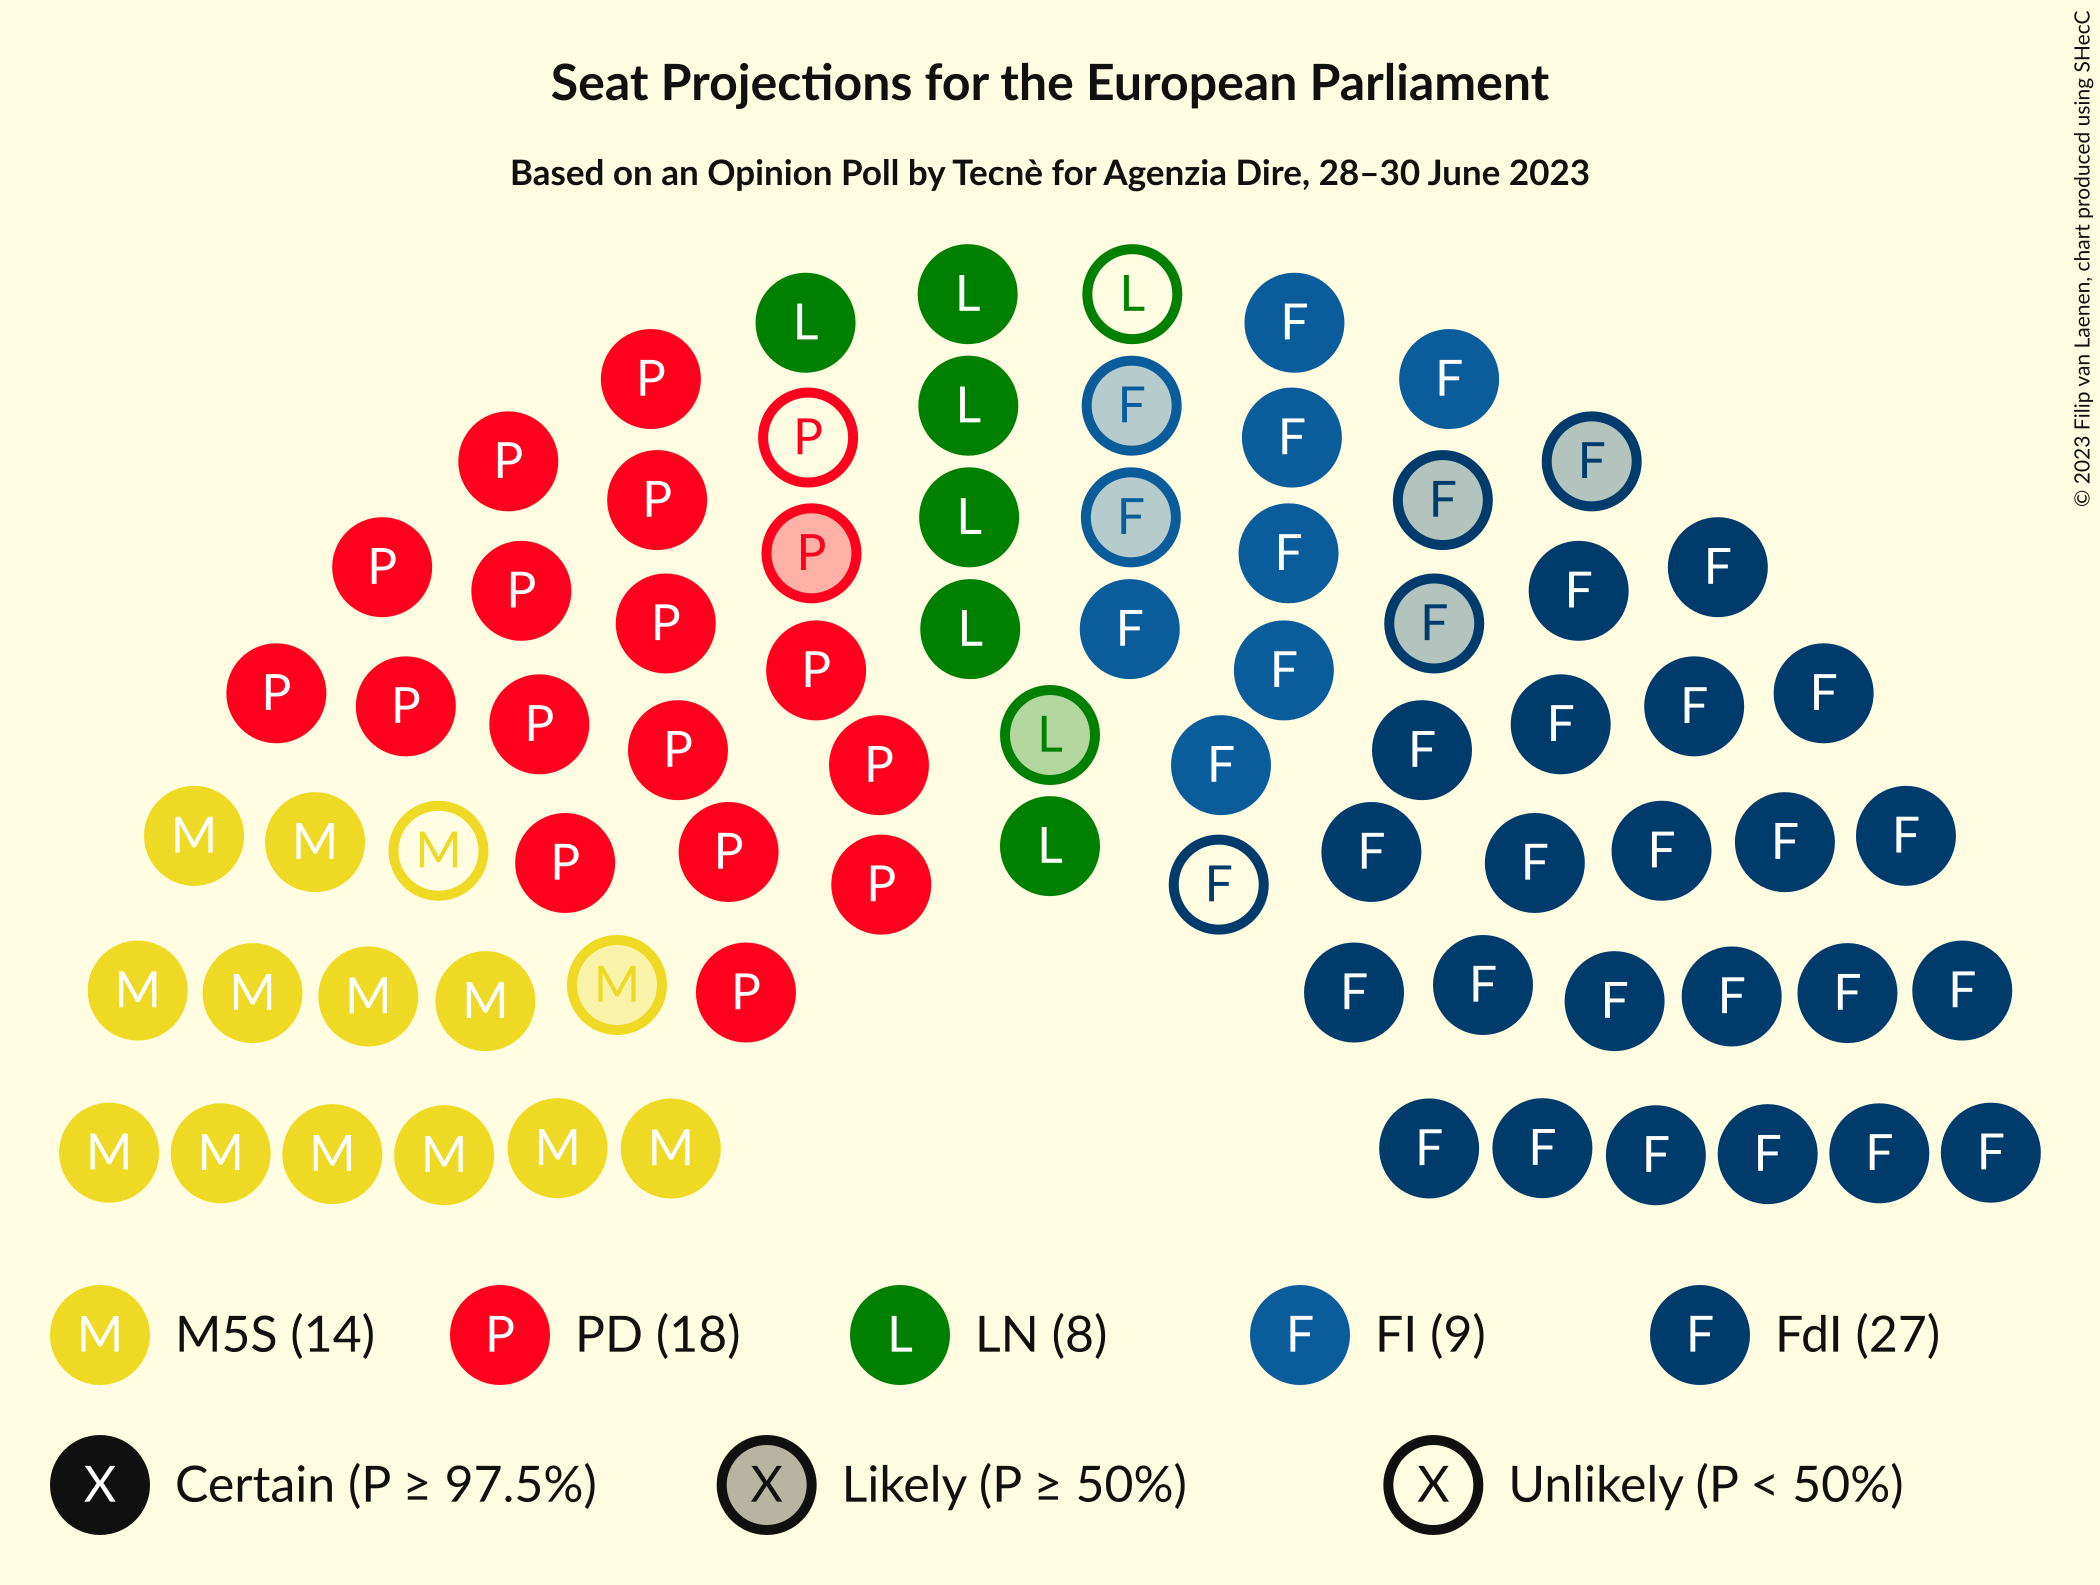 Seat Projections for the European Parliament
Based on an Opinion Poll by Tecnè for Agenzia Dire, 28–30 June 2023
© 2023 Filip van Laenen, chart produced using SHecC
L L L F F
P L F F P F F
P P P L F F F F F
P P P F F F
P P P P P L F F F F F
P P L F F
M M M P P P L F F F F F F F
M M M M M P F F F F F F
M M M M M M F F F F F F
M M5S (14) P PD (18) L LN (8) F FI (9) F FdI (27)
X Certain (P ≥ 97.5%) X Likely (P ≥ 50%) X Unlikely (P < 50%)